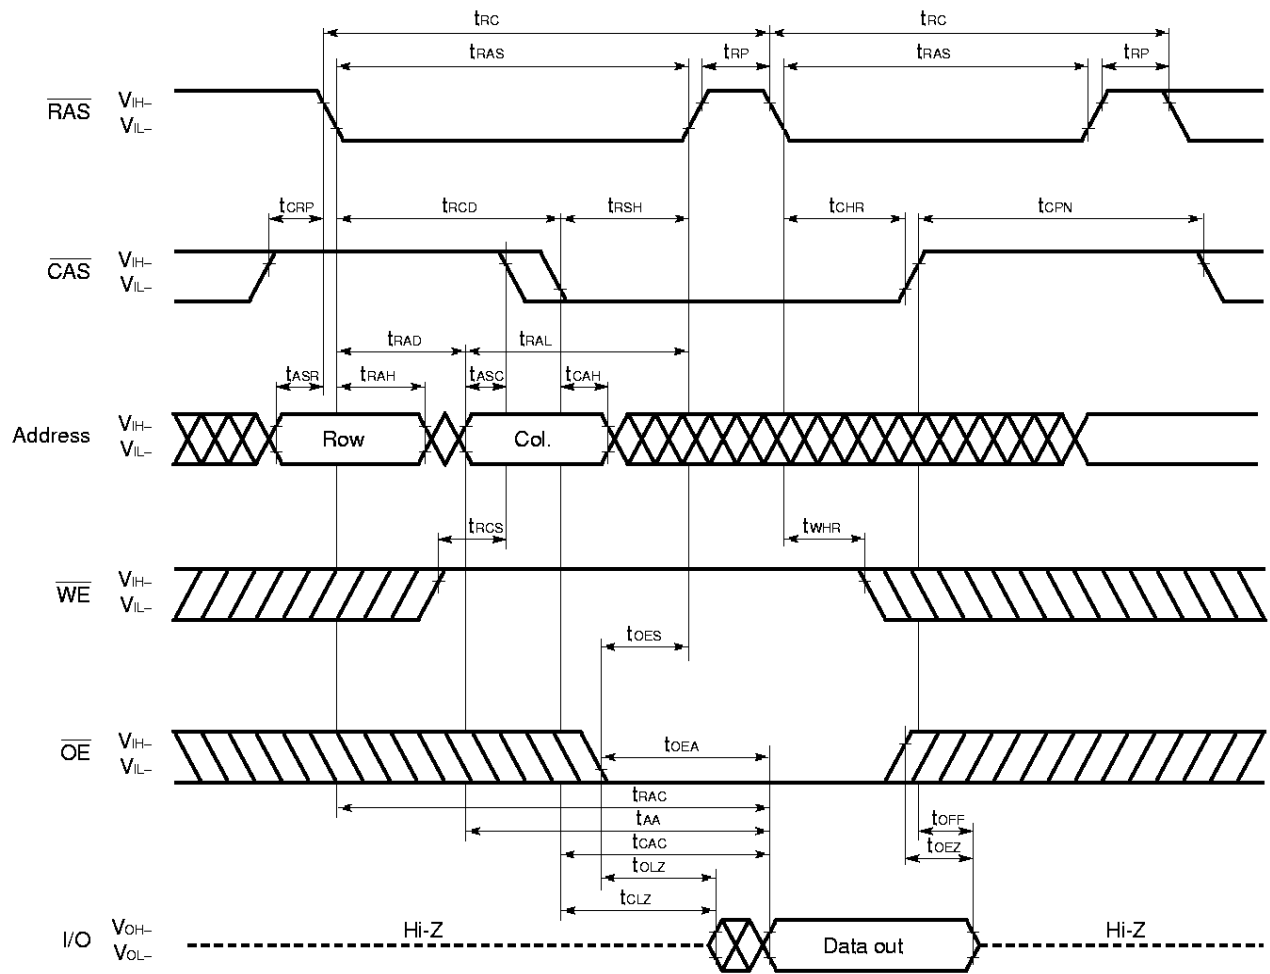 tRC tRC
tRAS tRP tRAS tRP
RAS VIH–
VIL–
tCRP tRCD tRSH tCHR tCPN
CAS VIH–
VIL–
tRAD tRAL
tASR tRAH tASC tCAH
Address VIH–
VIL–
Row Col.
tRCS tWHR
WE VIH–
VIL–
tOES
OE VIH–
VIL–
tOEA
tRAC
tAA tOFF
tCAC tOEZ
tOLZ
tCLZ
I/O VOH–
VOL–
Hi-Z Data out Hi-Z